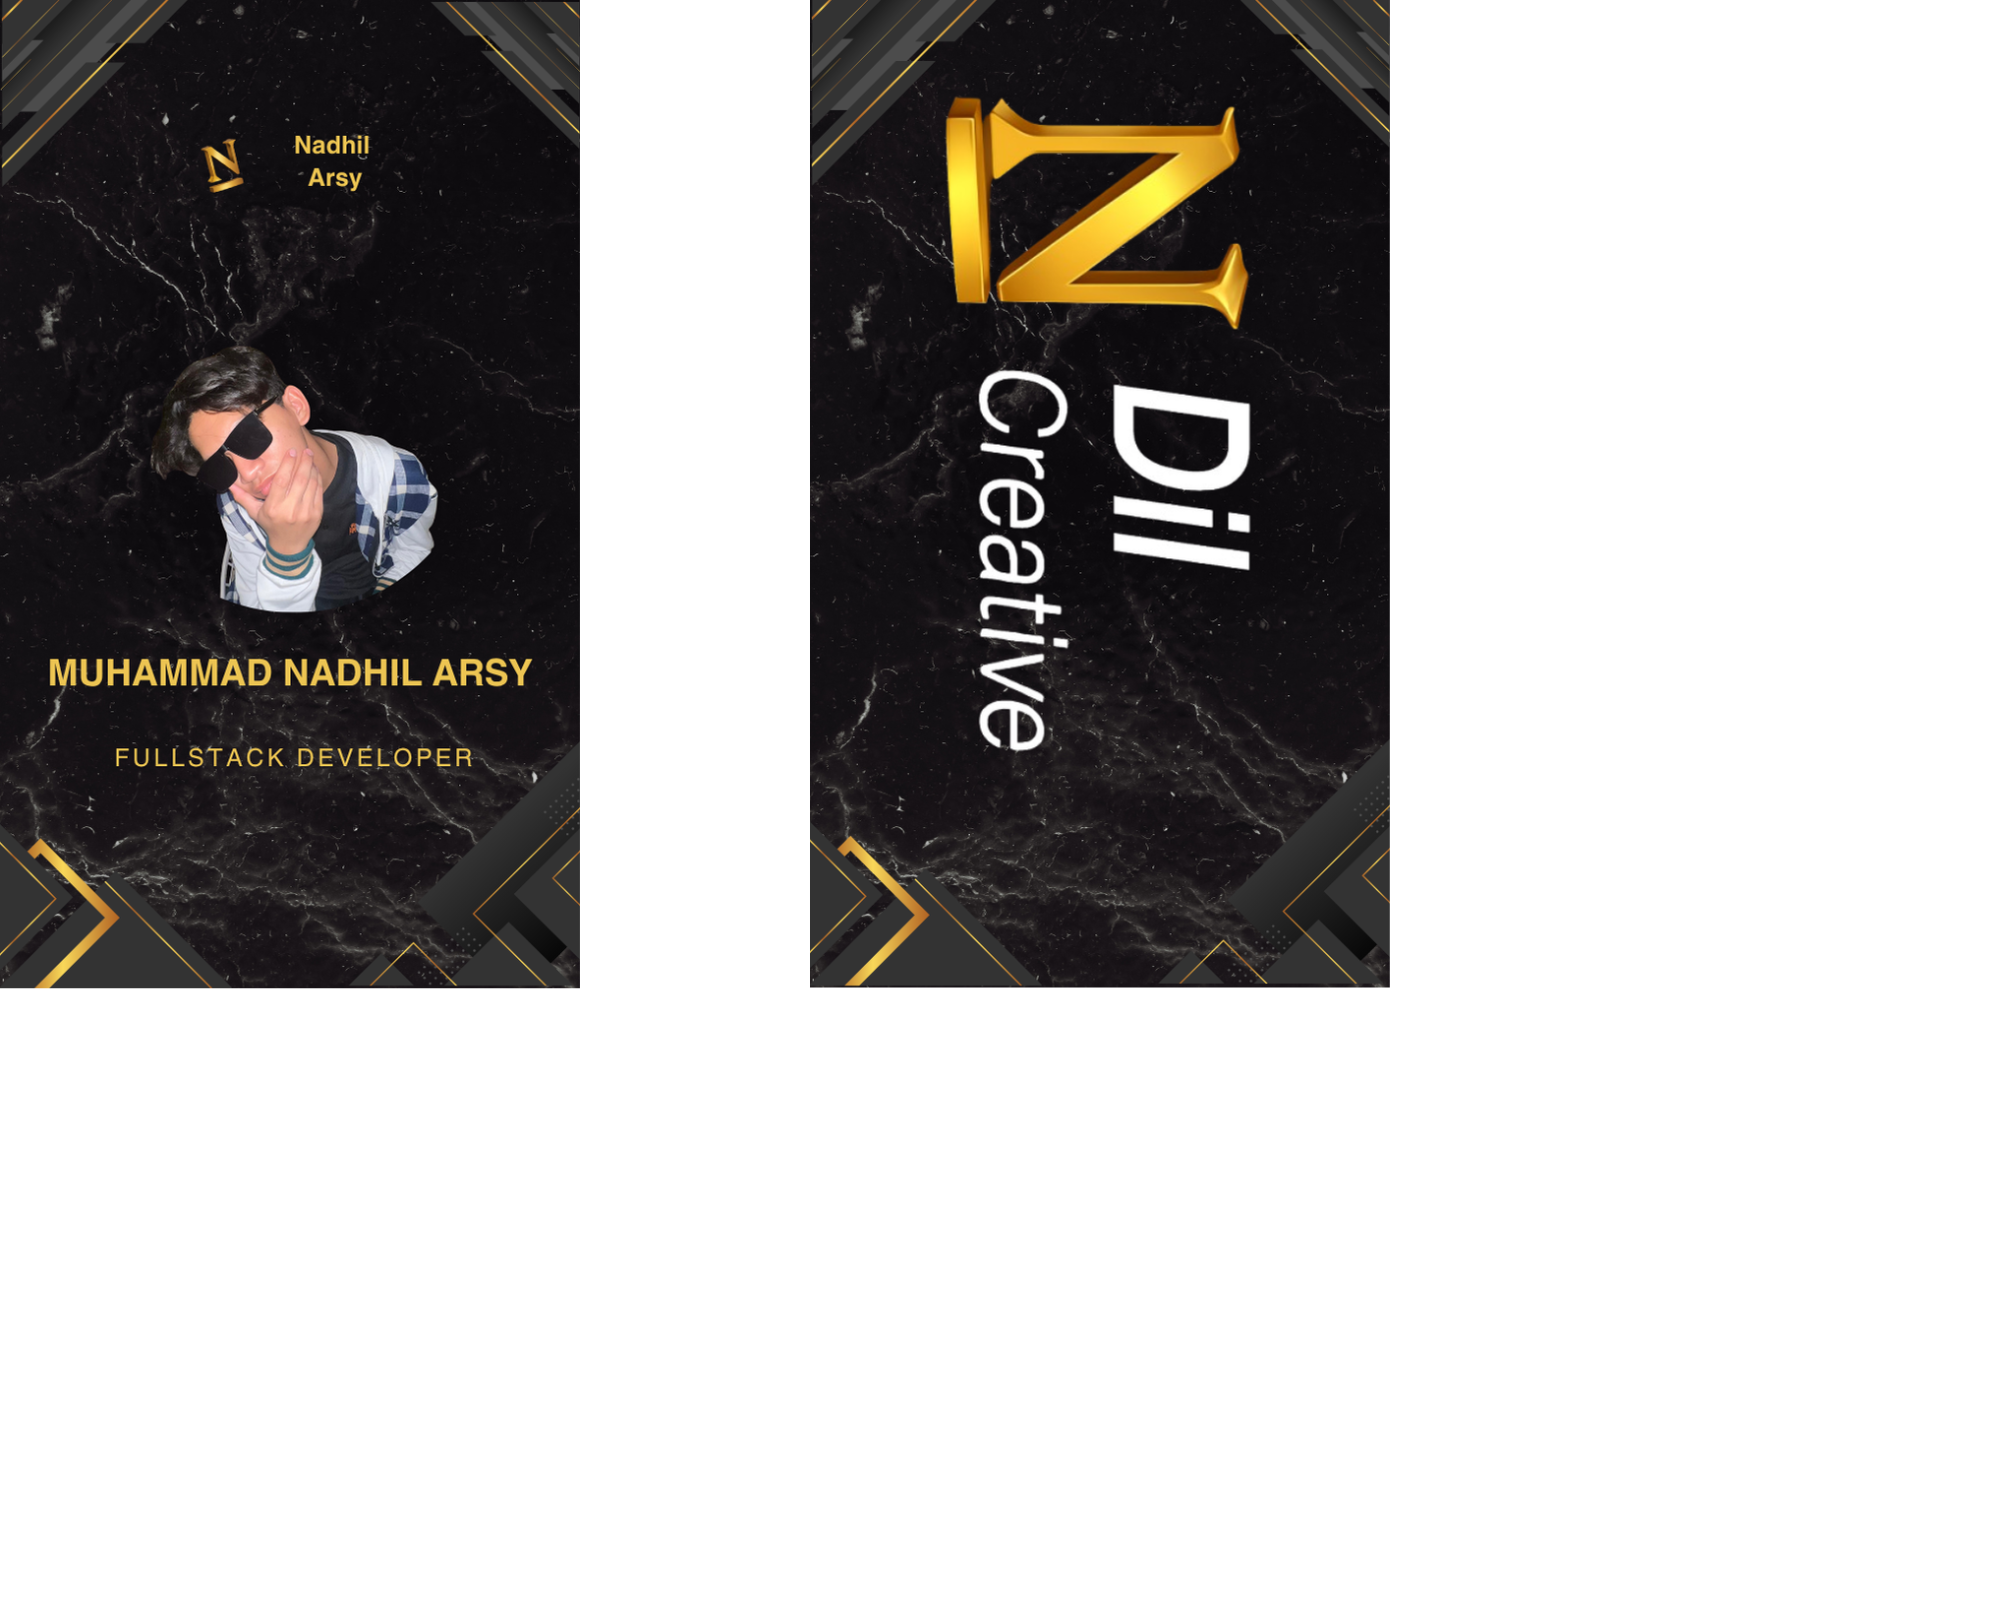 N
Nadhil
Arsy
MUHAMMAD NADHIL ARSY
FULLSTACK DEVELOPER
N
Dil
Creative